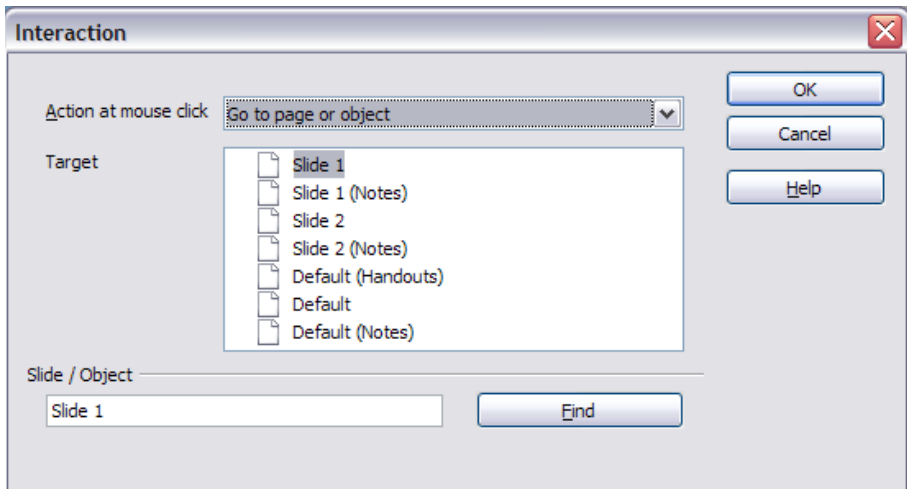 Interaction
Action at mouse click
Go to page or object
OK
Cancel
Help
Target
Slide 1
Slide 1 (Notes)
Slide 2
Slide 2 (Notes)
Default (Handouts)
Default
Default (Notes)
Slide / Object
Slide 1
Find